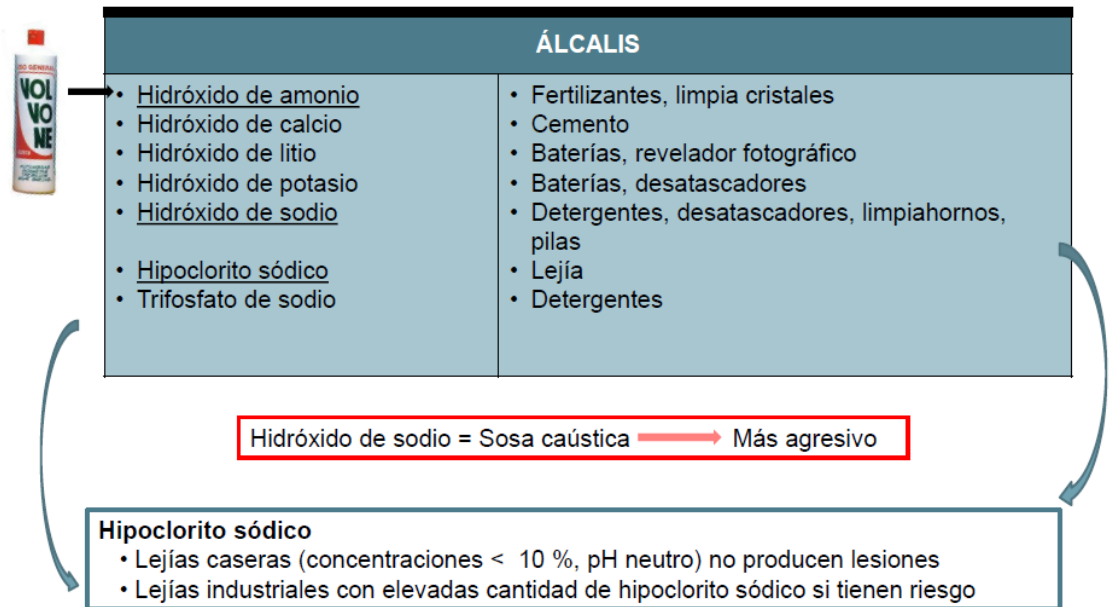 ÁLCALIS
USO GENERAL
VOL
VO
NE
• Hidróxido de amonio
• Hidróxido de calcio
• Hidróxido de litio
• Hidróxido de potasio
• Hidróxido de sodio
• Hipoclorito sódico
• Trifosfato de sodio
• Fertilizantes, limpia cristales
• Cemento
• Baterías, revelador fotográfico
• Baterías, desatascadores
• Detergentes, desatascadores, limpiahornos,
pilas
• Lejía
• Detergentes
Hidróxido de sodio = Sosa caústica Más agresivo
Hipoclorito sódico
• Lejías caseras (concentraciones < 10 %, pH neutro) no producen lesiones
• Lejías industriales con elevadas cantidad de hipoclorito sódico si tienen riesgo